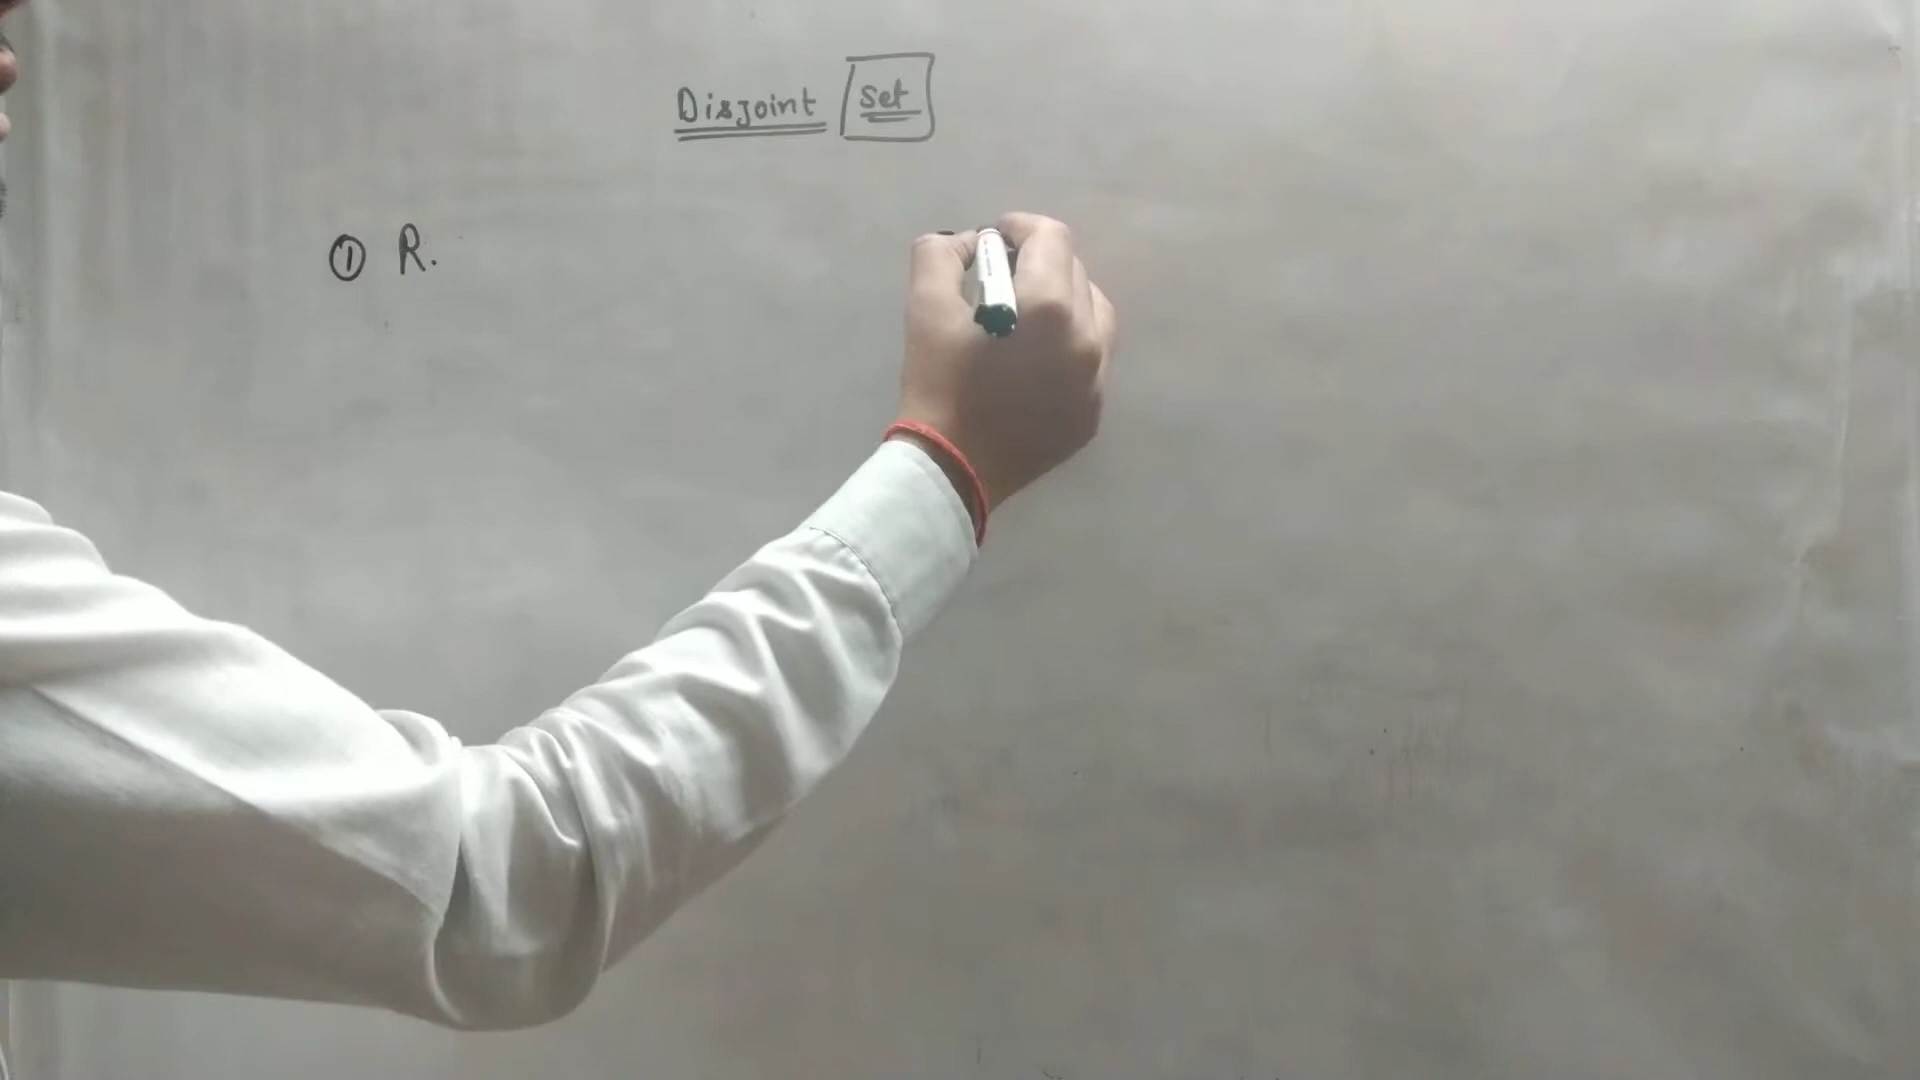 Disjoint Set
① R.